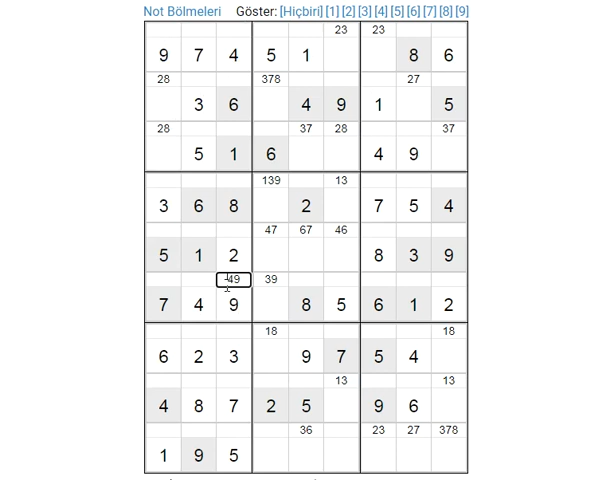 Not Bölmeleri Göster: [Hiçbiri] [1] [2] [3] [4] [5] [6] [7] [8] [9]
23 23
9 7 4 5 1 8 6
28 378 27
3 6 4 9 1 5
28 37 28 37
5 1 6 4 9
139 13
3 6 8 2 7 5 4
47 67 46
5 1 2 8 3 9
49 39
7 4 9 8 5 6 1 2
18 18
6 2 3 9 7 5 4
13 13
4 8 7 2 5 9 6
36 23 27 378
1 9 5